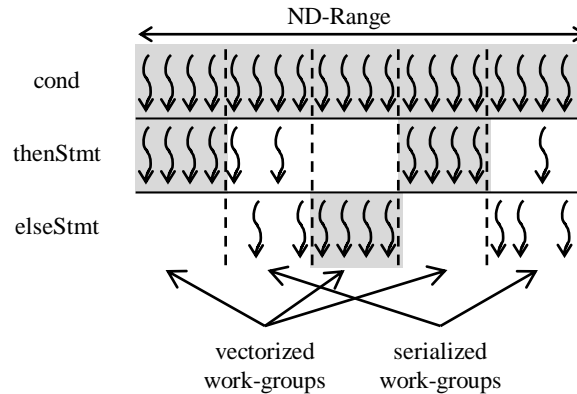 ND-Range
cond
thenStmt
elseStmt
vectorized
work-groups
serialized
work-groups